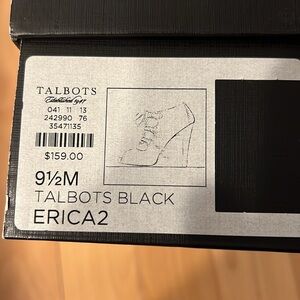 TALBOTS
Established 1947
041 11 13
242990 76
35471135
$159.00
9½M
TALBOTS BLACK
ERICA2